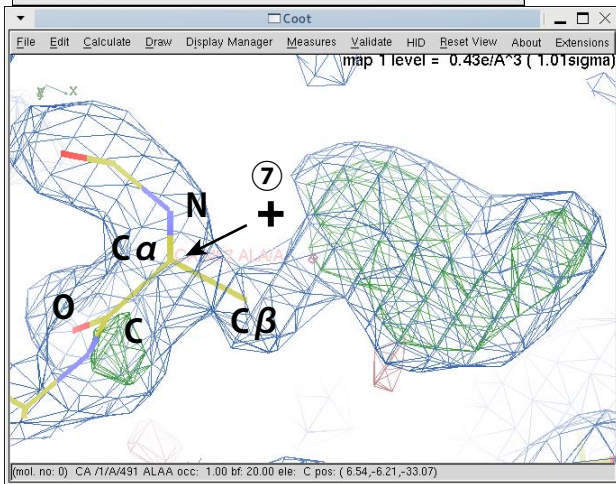 Coot
File Edit Calculate Draw Display Manager Measures Validate HID Reset View About Extensions
map 1 level = 0.43e/A^3 ( 1.01sigma)
x
⑦
N
+
Cα
O
C
Cβ
(mol. no: 0) CA /1/A/491 ALAA occ: 1.00 bf: 20.00 ele: C pos: ( 6.54,-6.21,-33.07)